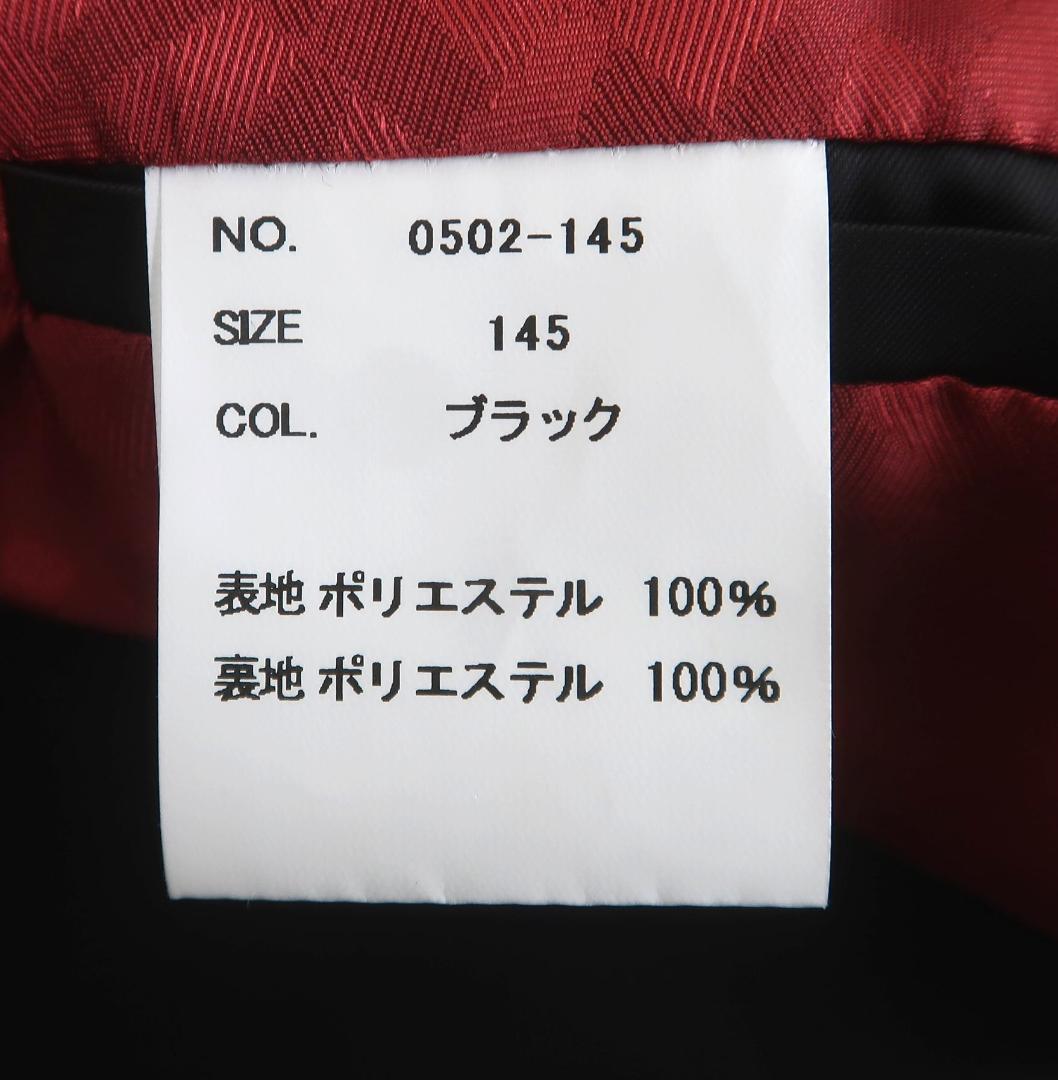 NO. 0502-145
SIZE 145
COL. ブラック
表地 ポリエステル 100%
裏地 ポリエステル 100%